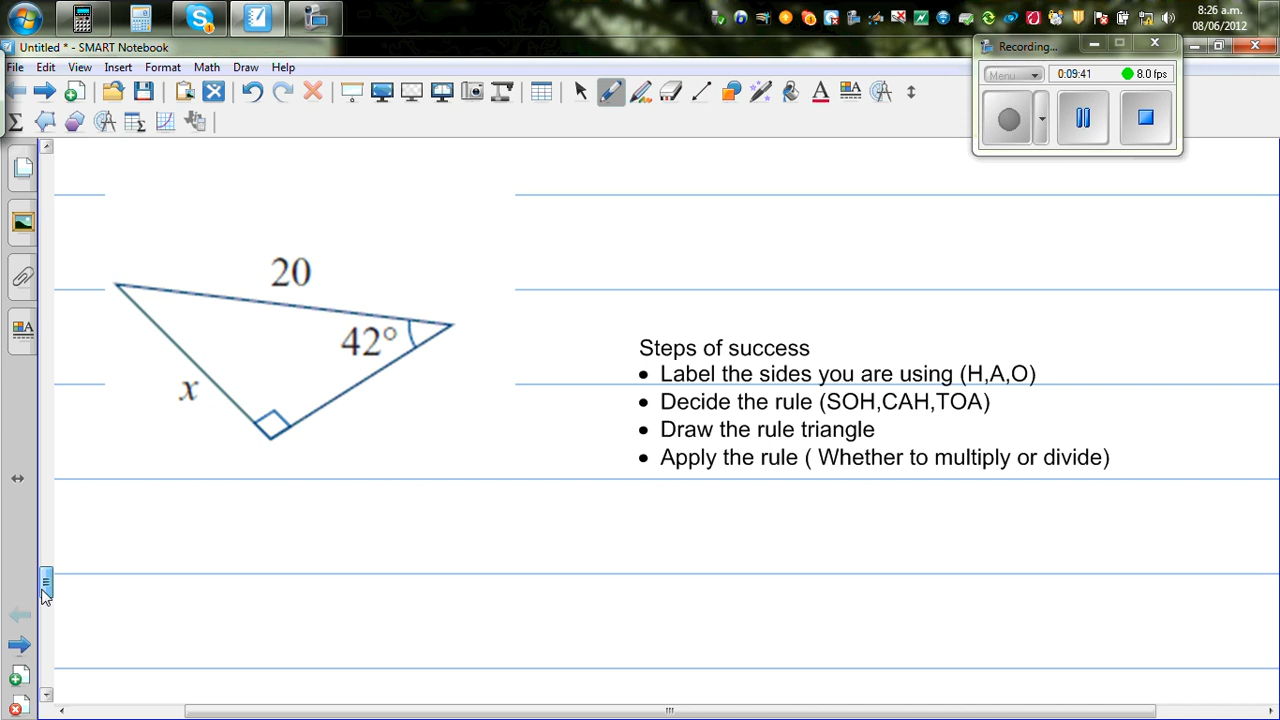 8:26 a.m.
08/06/2012
Untitled * - SMART Notebook
Recording...
File Edit View Insert Format Math Draw Help
Menu 0:09:41 8.0 fps
20
42°
x
Steps of success
• Label the sides you are using (H,A,O)
• Decide the rule (SOH,CAH,TOA)
• Draw the rule triangle
• Apply the rule ( Whether to multiply or divide)